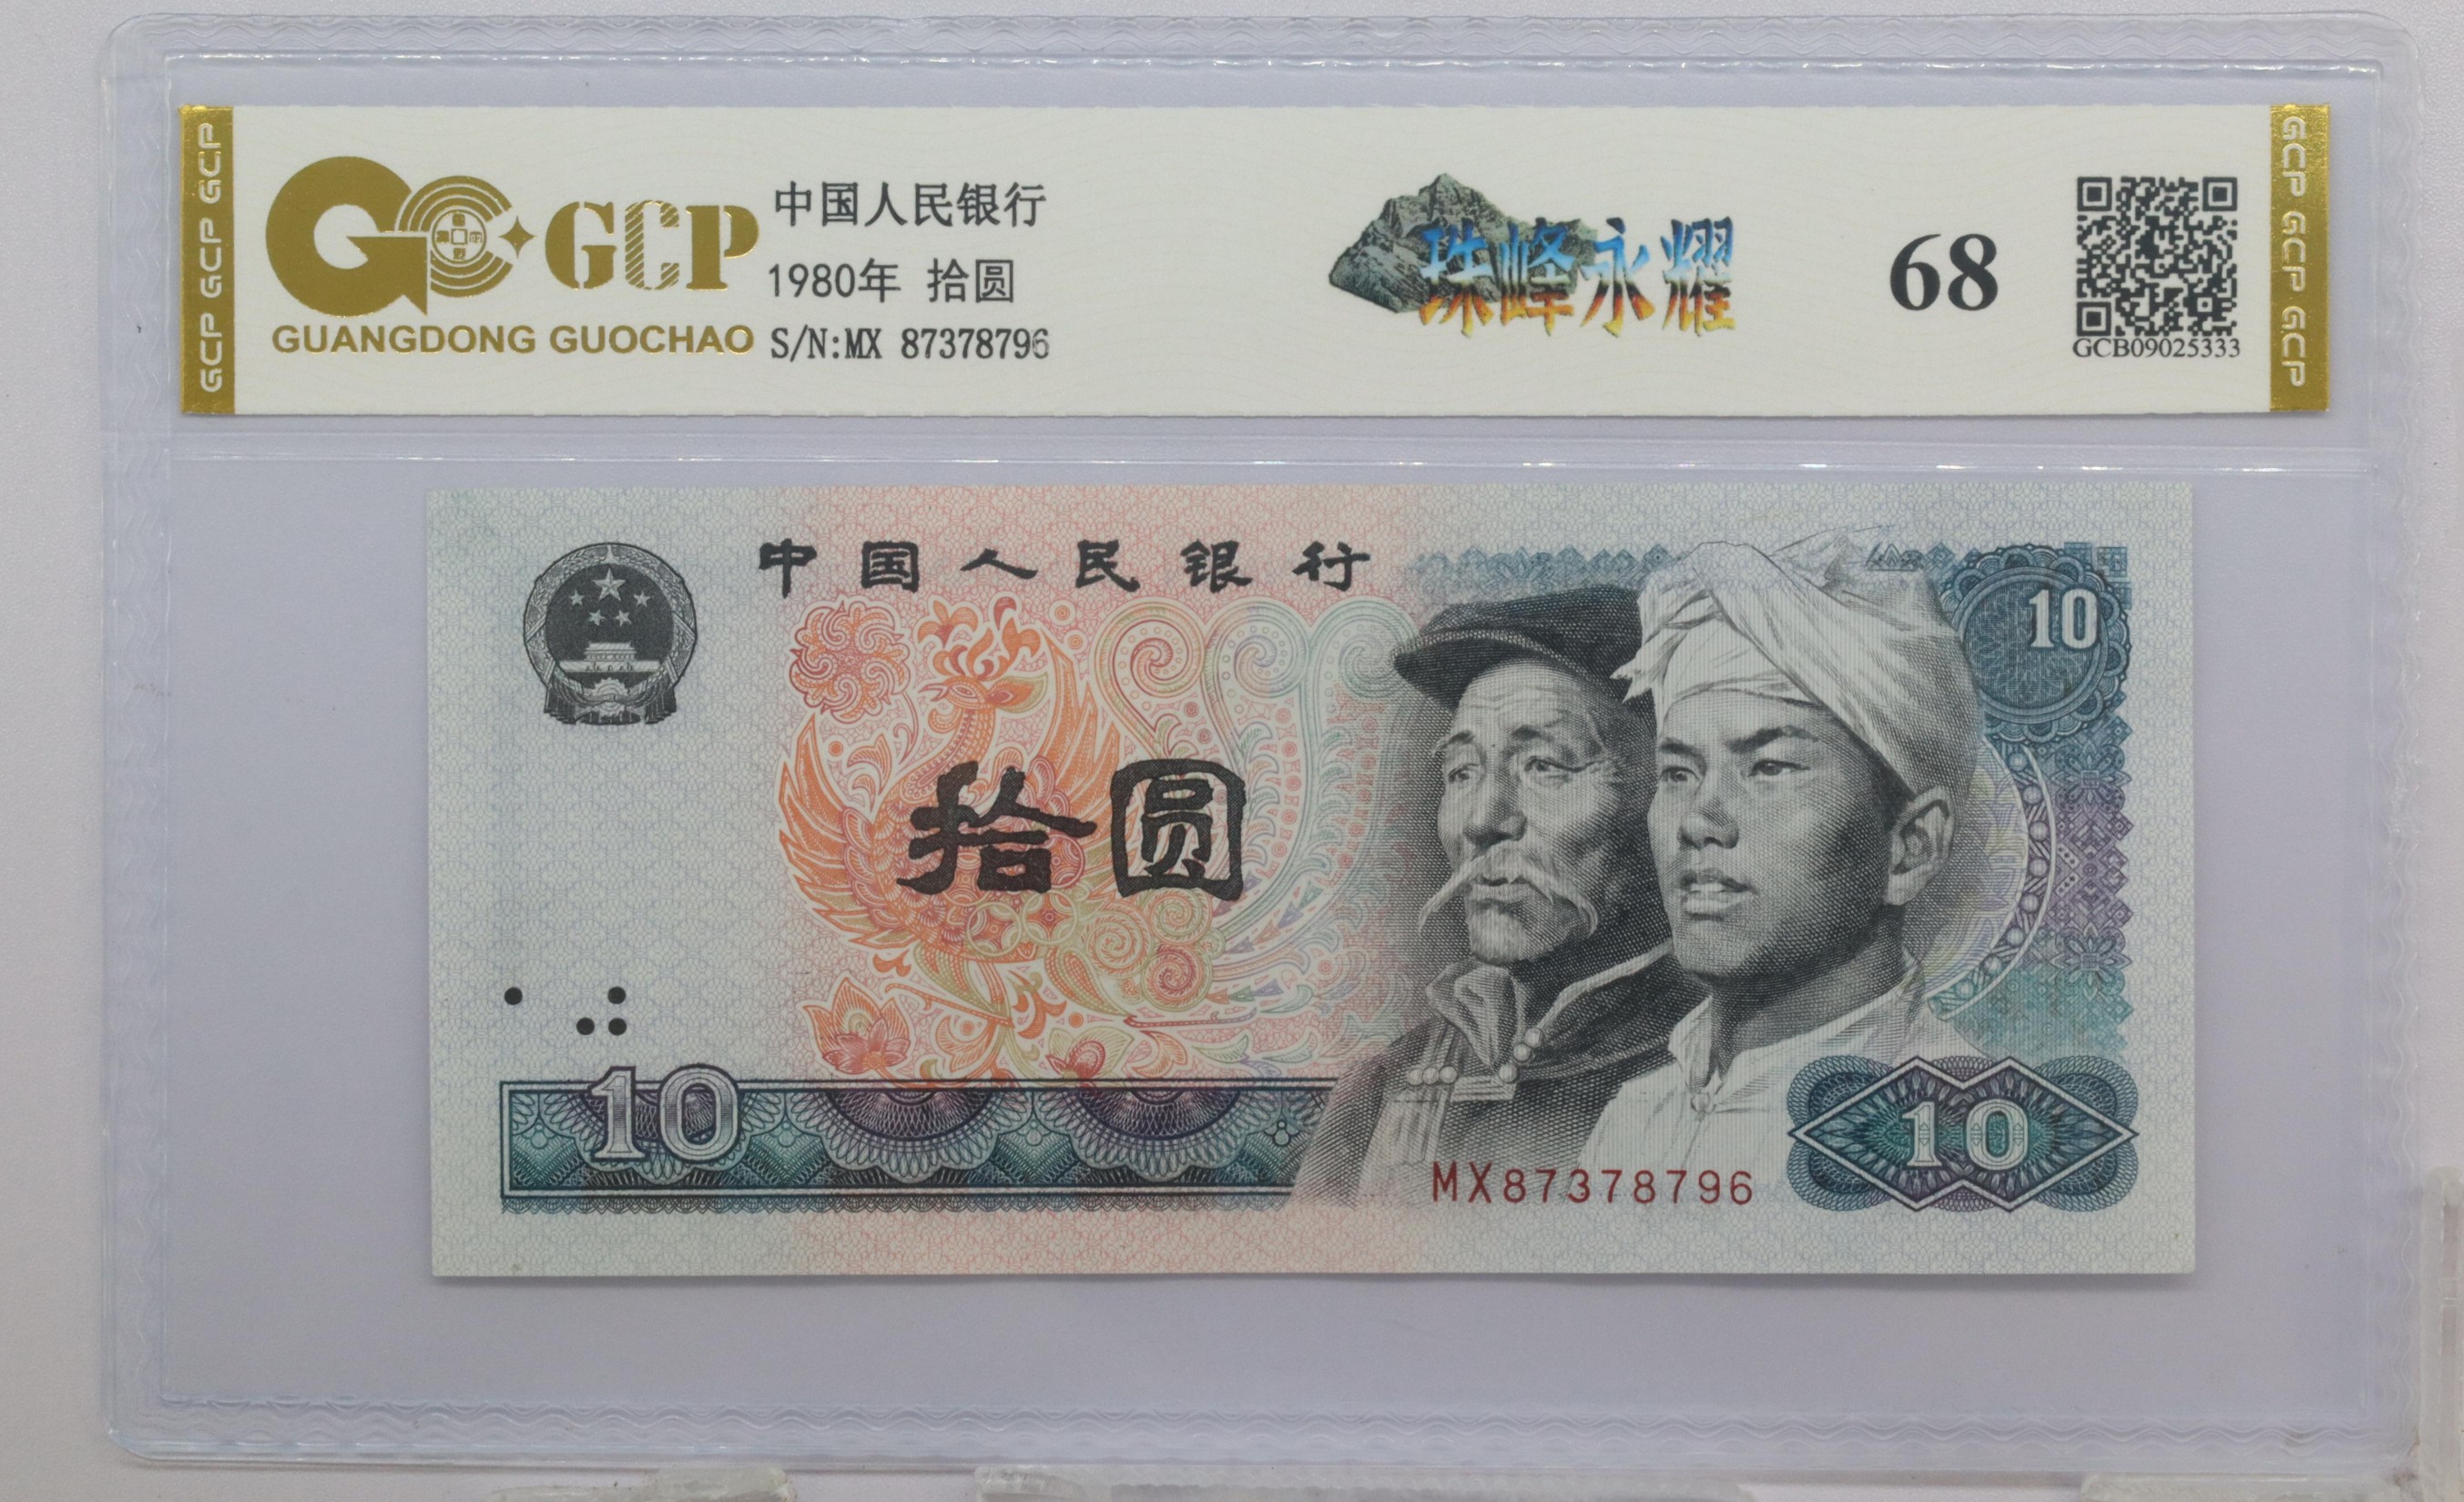 GCP GCP GCP
GCP
GUANGDONG GUOCHAO
中国人民银行
1980年 拾圆
S/N:MX 87378796
珠峰永耀
68
GCB09025333
GCP GCP GCP
中国人民银行
10
拾圆
10
10
MX87378796